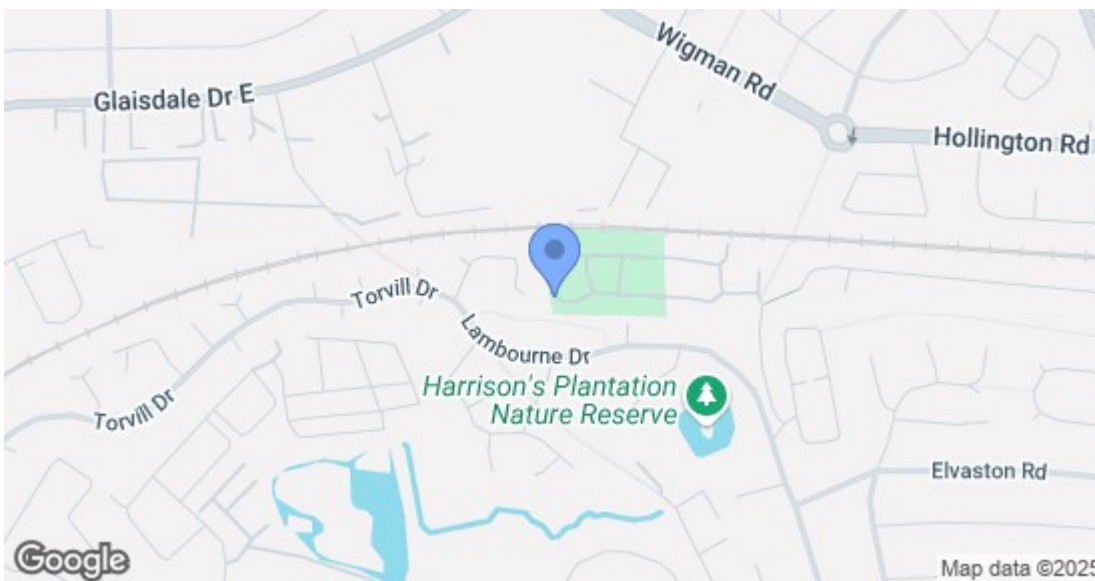 Wigman Rd
Glaisdale Dr E
Hollington Rd
Torvill Dr
Lambourne Dr
Harrison's Plantation
Nature Reserve
Torvill Dr
Elvaston Rd
Google
Map data ©2025